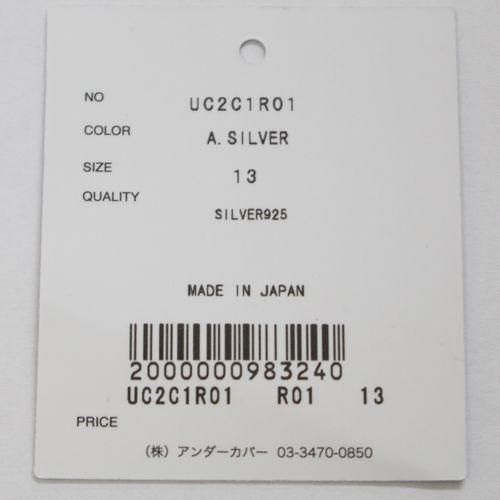 NO UC2C1R01
COLOR A.SILVER
SIZE 13
QUALITY
SILVER925
MADE IN JAPAN
2000000983240
UC2C1R01 R01 13
PRICE
(株) アンダーカバー 03-3470-0850